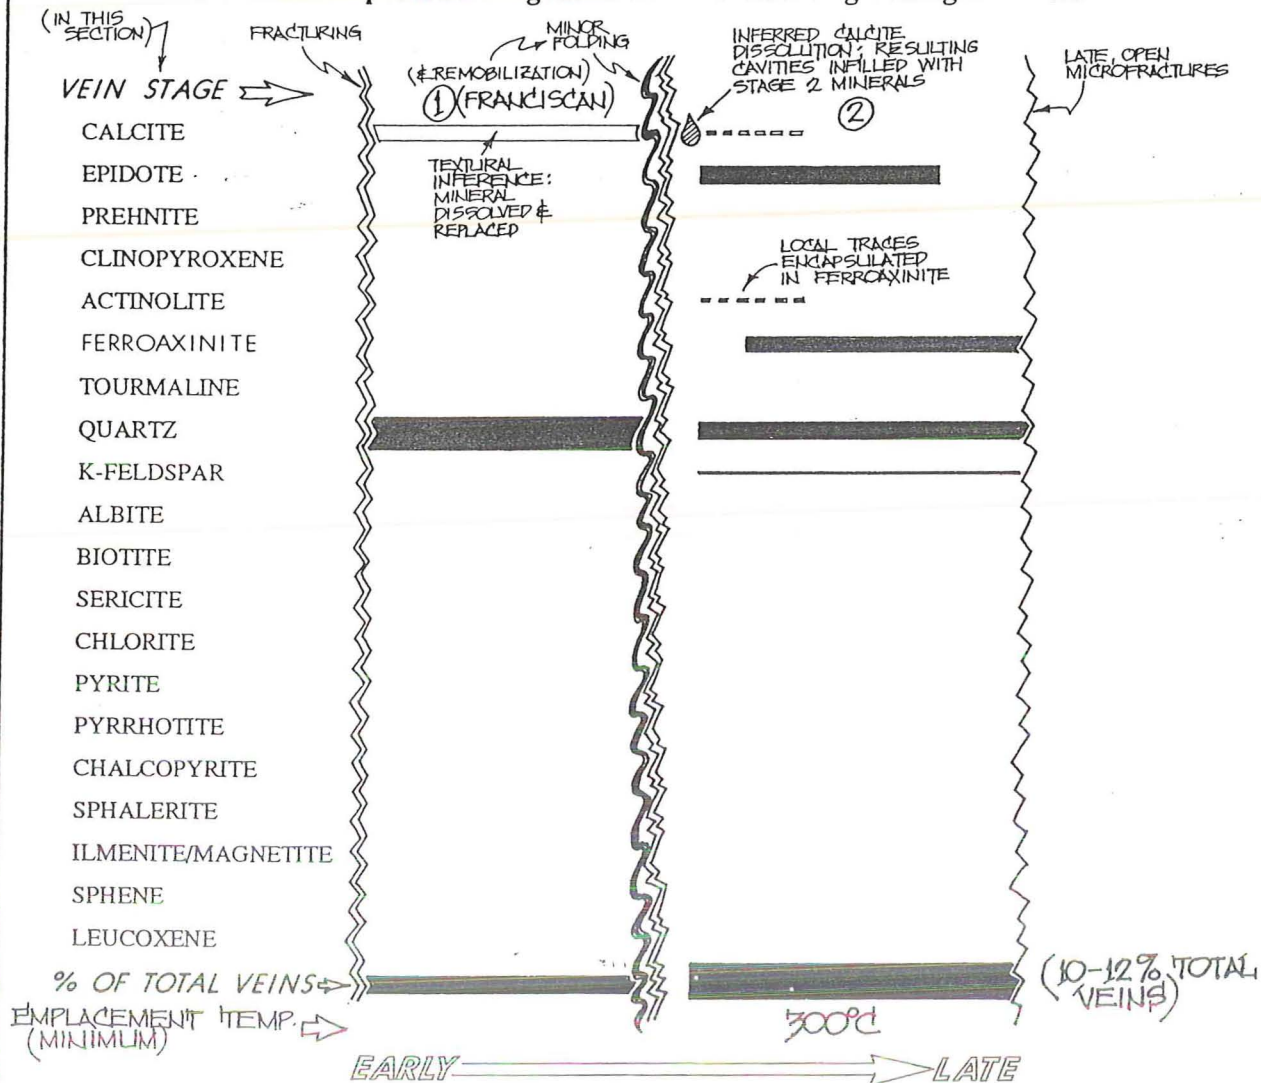 (IN THIS
SECTION)
FRACTURING
MINOR
FOLDING
(& REMOBILIZATION)
① (FRANCISCAN)
INFERRED CALCITE
DISSOLUTION; RESULTING
CAVITIES INFILLED WITH
STAGE 2 MINERALS
②
LATE, OPEN
MICROFRACTURES
VEIN STAGE
CALCITE
TEXTURAL
INFERENCE:
MINERAL
DISSOLVED &
REPLACED
EPIDOTE
PREHNITE
CLINOPYROXENE
LOCAL TRACES
ENCAPSULATED
IN FERROAXINITE
ACTINOLITE
FERROAXINITE
TOURMALINE
QUARTZ
K-FELDSPAR
ALBITE
BIOTITE
SERICITE
CHLORITE
PYRITE
PYRRHOTITE
CHALCOPYRITE
SPHALERITE
ILMENITE/MAGNETITE
SPHENE
LEUCOXENE
% OF TOTAL VEINS
(10-12% TOTAL
VEINS)
EMPLACEMENT TEMP.
(MINIMUM)
300°C
EARLY
LATE